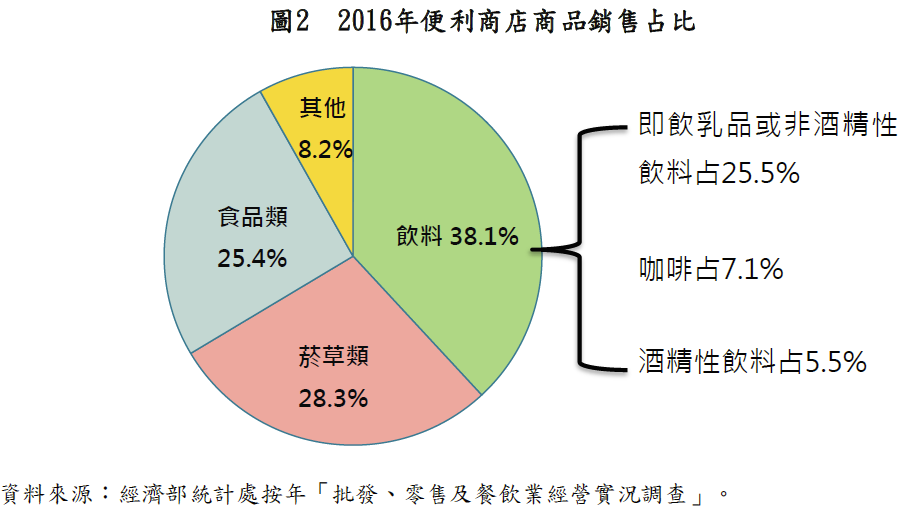 圖2 2016年便利商店商品銷售占比
其他
8.2%
飲料 38.1%
食品類
25.4%
菸草類
28.3%
即飲乳品或非酒精性
飲料占25.5%
咖啡占7.1%
酒精性飲料占5.5%
資料來源：經濟部統計處按年「批發、零售及餐飲業經營實況調查」。